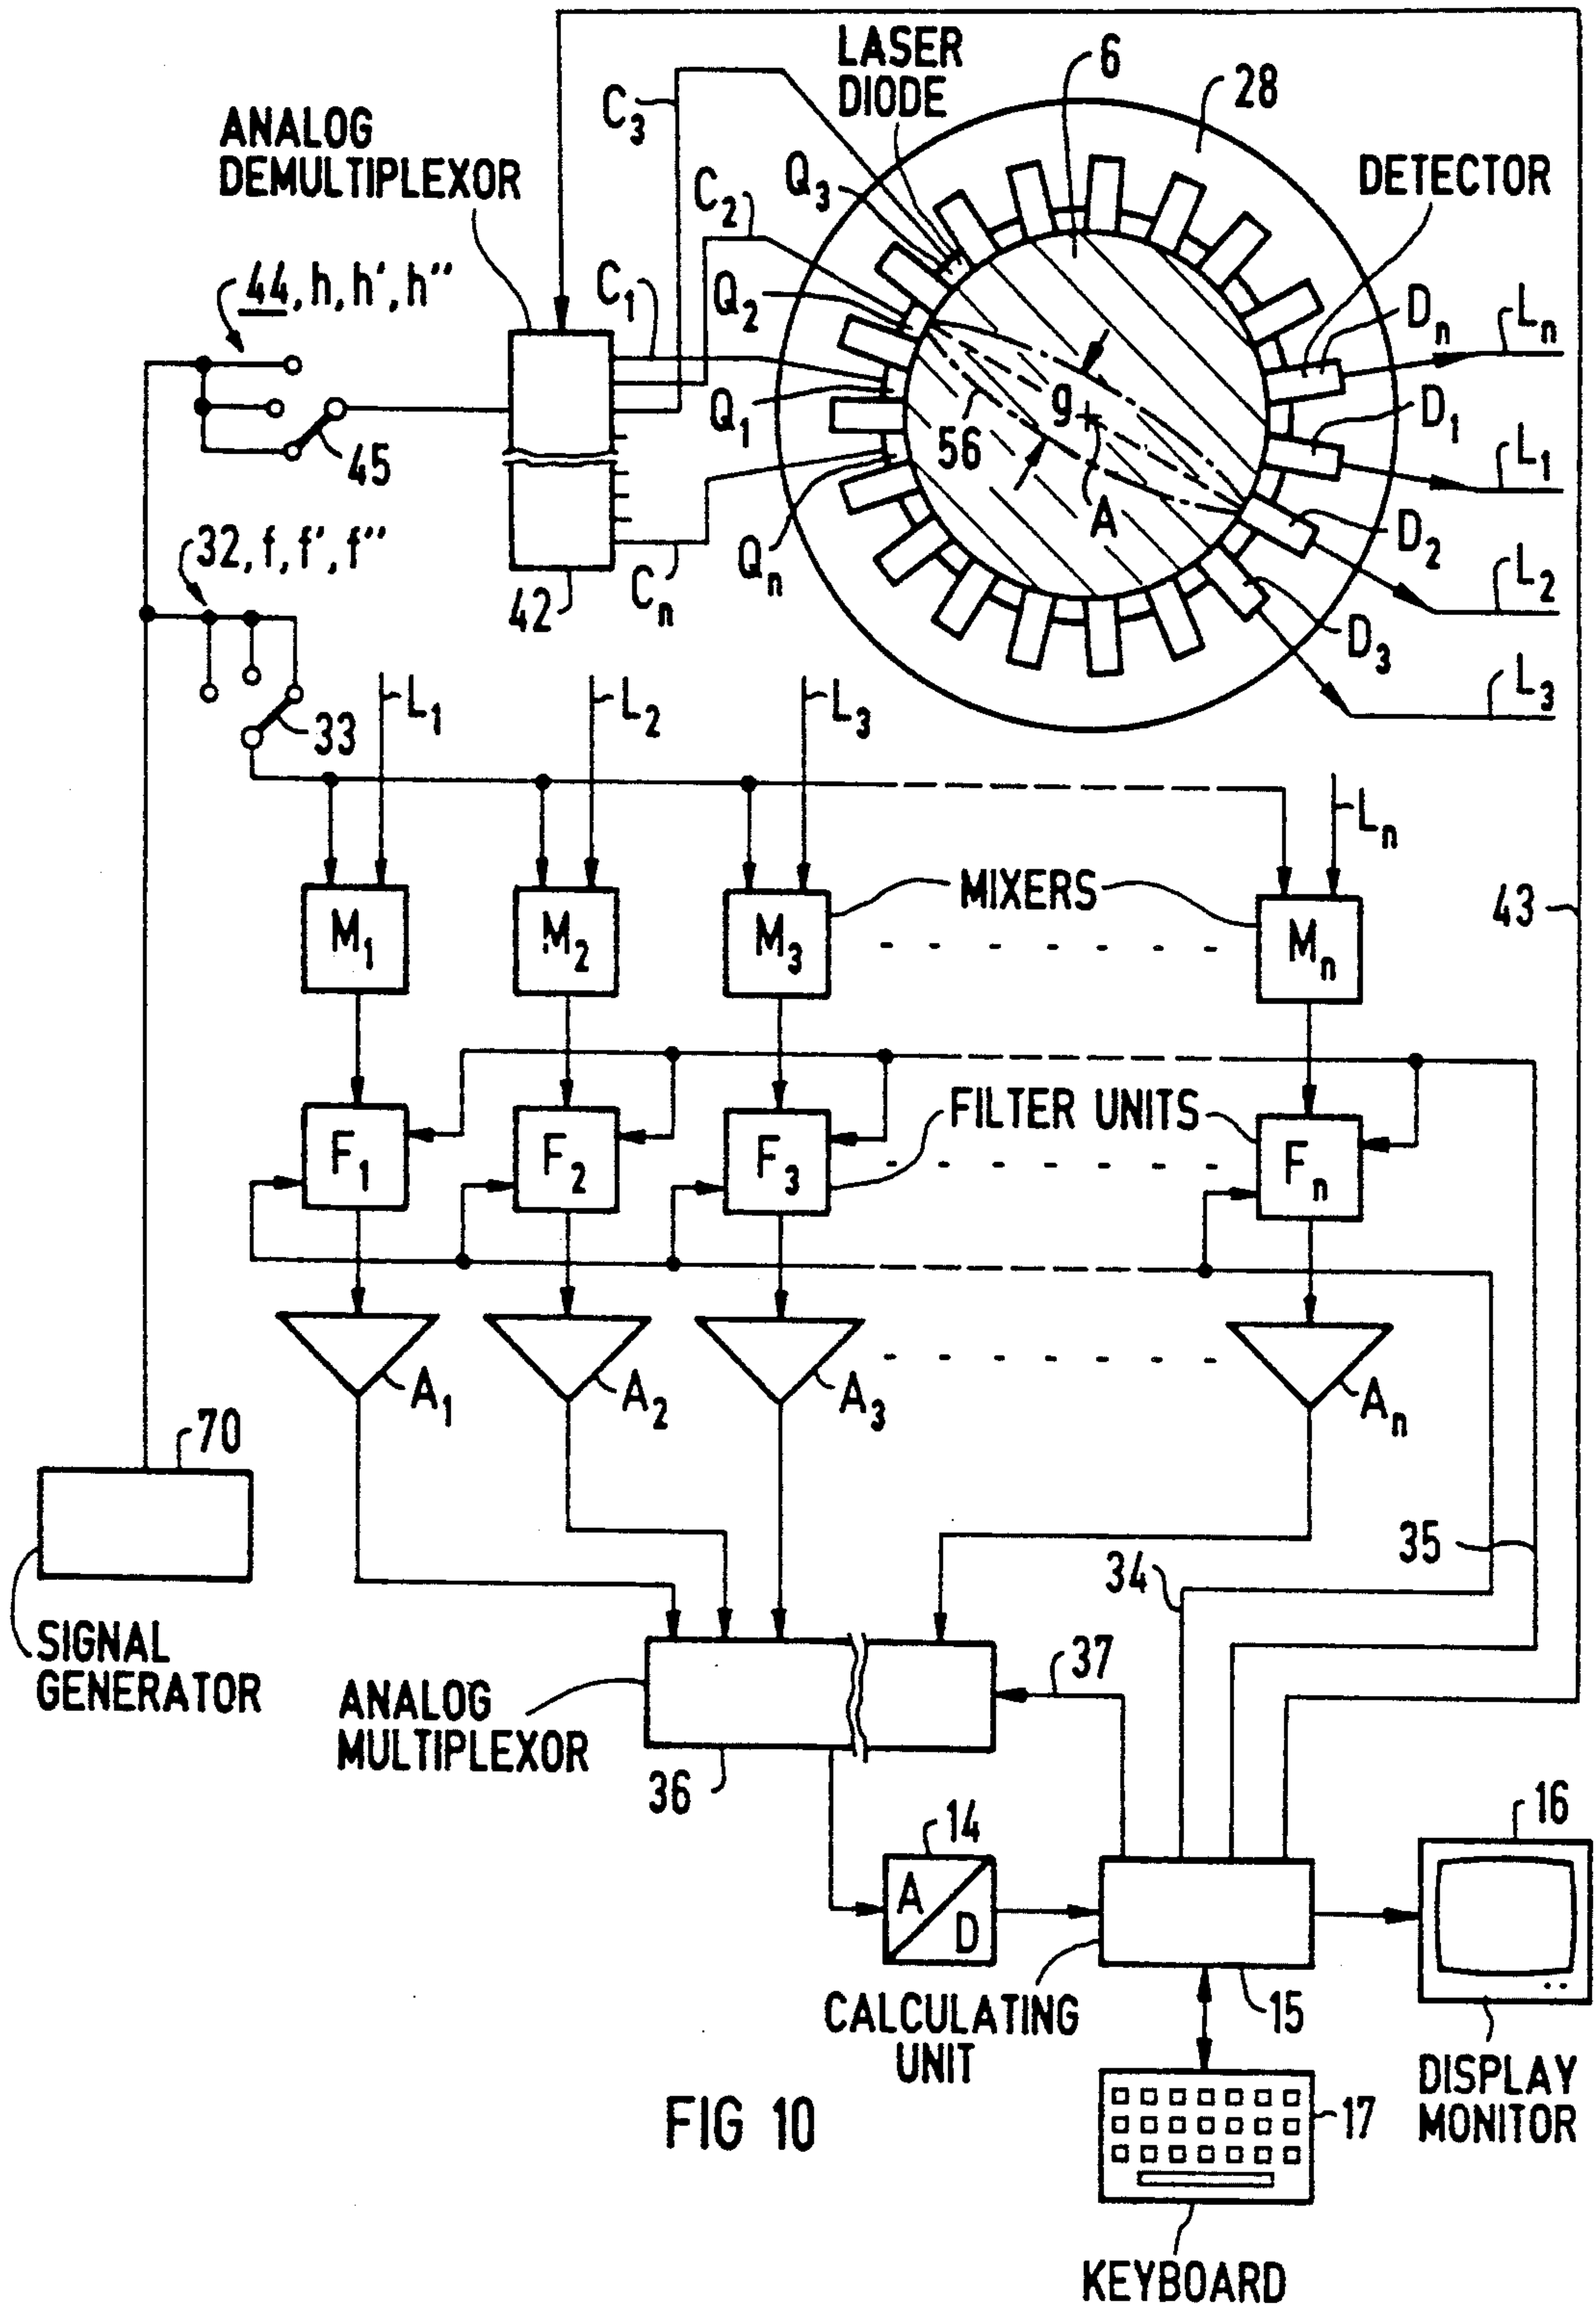 LASER
DIODE
6
28
ANALOG
DEMULTIPLEXOR
C3
Q3
DETECTOR
C2
44, h, h', h''
C1
Q2
Dn
Ln
Q1
g
D1
L1
45
56
A
D2
L2
32, f, f', f''
Qn
Cn
42
D3
L3
33
L1
L2
L3
Ln
MIXERS
43
M1
M2
M3
Mn
FILTER UNITS
F1
F2
F3
Fn
A1
A2
A3
An
70
35
34
SIGNAL
GENERATOR
37
ANALOG
MULTIPLEXOR
36
14
16
A
D
CALCULATING
UNIT
15
DISPLAY
MONITOR
FIG 10
17
KEYBOARD